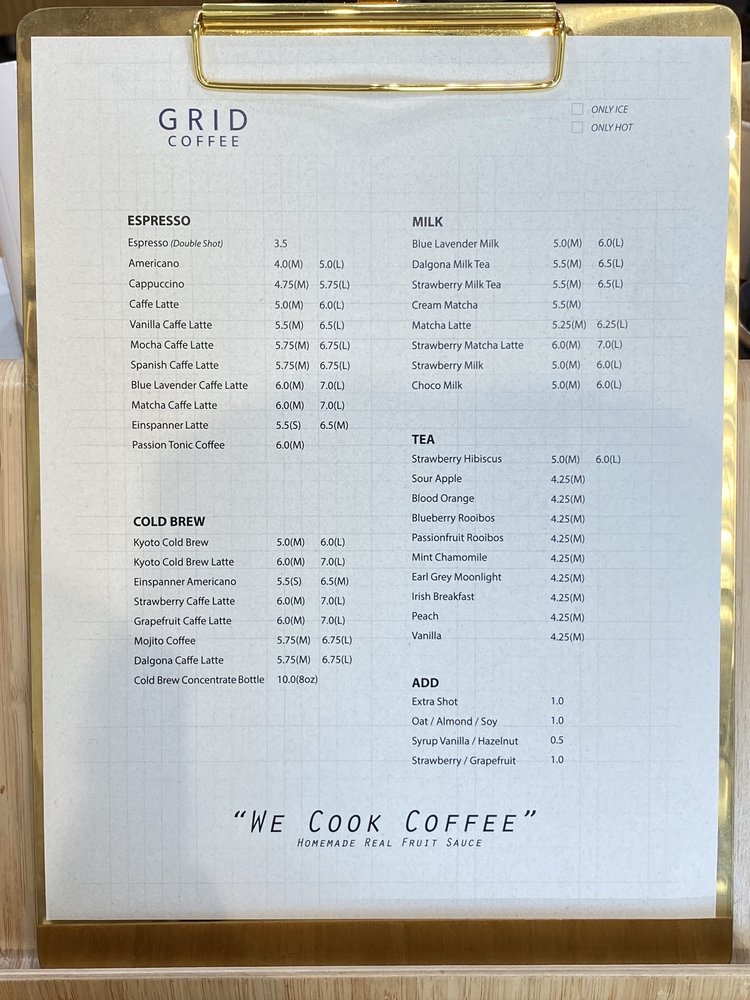 GRID
COFFEE
ONLY ICE
ONLY HOT
ESPRESSO
Espresso (Double Shot) 3.5
Americano 4.0(M) 5.0(L)
Cappuccino 4.75(M) 5.75(L)
Caffe Latte 5.0(M) 6.0(L)
Vanilla Caffe Latte 5.5(M) 6.5(L)
Mocha Caffe Latte 5.75(M) 6.75(L)
Spanish Caffe Latte 5.75(M) 6.75(L)
Blue Lavender Caffe Latte 6.0(M) 7.0(L)
Matcha Caffe Latte 6.0(M) 7.0(L)
Einspanner Latte 5.5(S) 6.5(M)
Passion Tonic Coffee 6.0(M)
COLD BREW
Kyoto Cold Brew 5.0(M) 6.0(L)
Kyoto Cold Brew Latte 6.0(M) 7.0(L)
Einspanner Americano 5.5(S) 6.5(M)
Strawberry Caffe Latte 6.0(M) 7.0(L)
Grapefruit Caffe Latte 6.0(M) 7.0(L)
Mojito Coffee 5.75(M) 6.75(L)
Dalgona Caffe Latte 5.75(M) 6.75(L)
Cold Brew Concentrate Bottle 10.0(8oz)
MILK
Blue Lavender Milk 5.0(M) 6.0(L)
Dalgona Milk Tea 5.5(M) 6.5(L)
Strawberry Milk Tea 5.5(M) 6.5(L)
Cream Matcha 5.5(M)
Matcha Latte 5.25(M) 6.25(L)
Strawberry Matcha Latte 6.0(M) 7.0(L)
Strawberry Milk 5.0(M) 6.0(L)
Choco Milk 5.0(M) 6.0(L)
TEA
Strawberry Hibiscus 5.0(M) 6.0(L)
Sour Apple 4.25(M)
Blood Orange 4.25(M)
Blueberry Rooibos 4.25(M)
Passionfruit Rooibos 4.25(M)
Mint Chamomile 4.25(M)
Earl Grey Moonlight 4.25(M)
Irish Breakfast 4.25(M)
Peach 4.25(M)
Vanilla 4.25(M)
ADD
Extra Shot 1.0
Oat / Almond / Soy 1.0
Syrup Vanilla / Hazelnut 0.5
Strawberry / Grapefruit 1.0
"WE COOK COFFEE"
HOMEMADE REAL FRUIT SAUCE